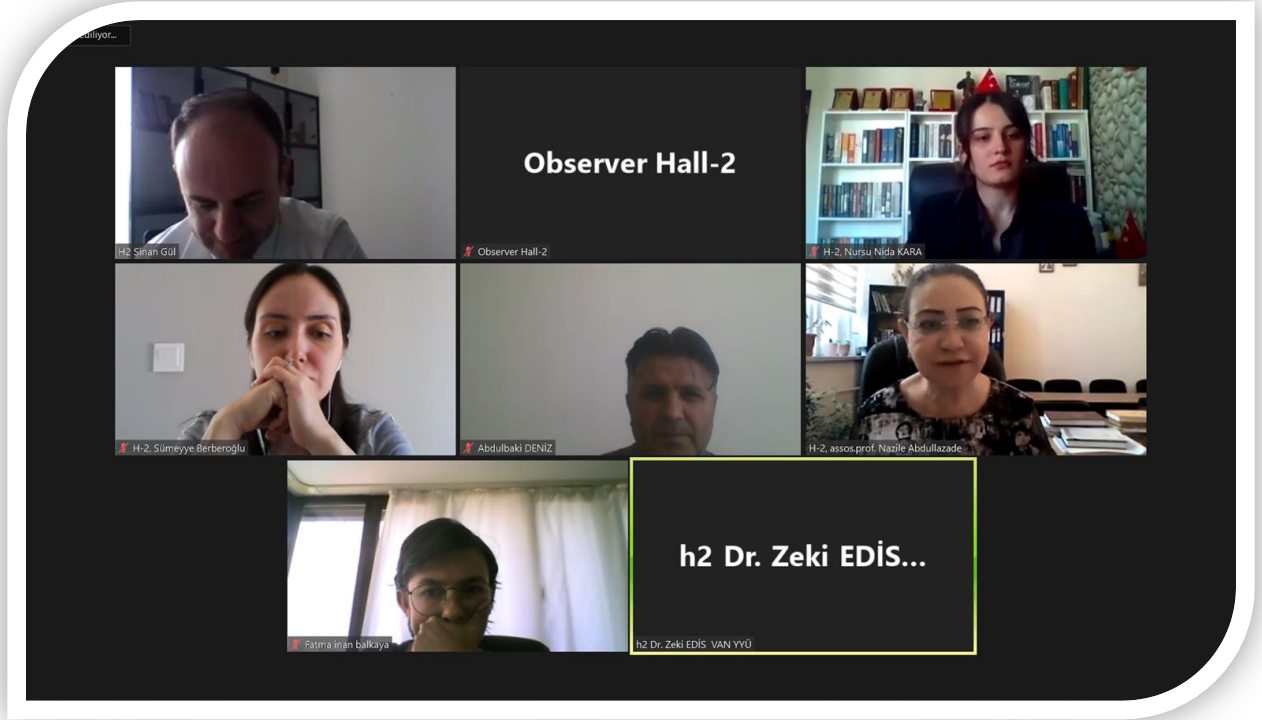 ediliyor...
Observer Hall-2
H2 Sinan Gül
Observer Hall-2
H-2, Nursu Nida KARA
H-2, Sümeyye Berberoğlu
Abdulbaki DENİZ
H-2, assos.prof. Nazile Abdullazade
h2 Dr. Zeki EDİS...
Fatma inan balkaya
h2 Dr. Zeki EDİS VAN YYÜ